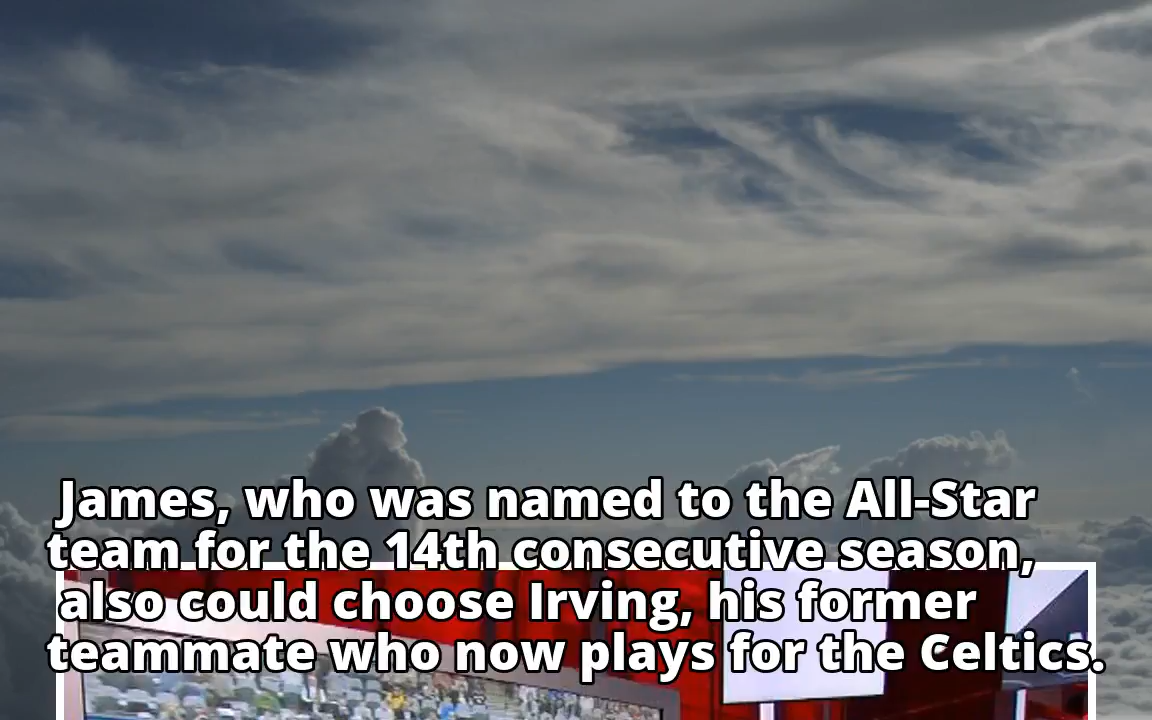 James, who was named to the All-Star
team for the 14th consecutive season,
also could choose Irving, his former
teammate who now plays for the Celtics.